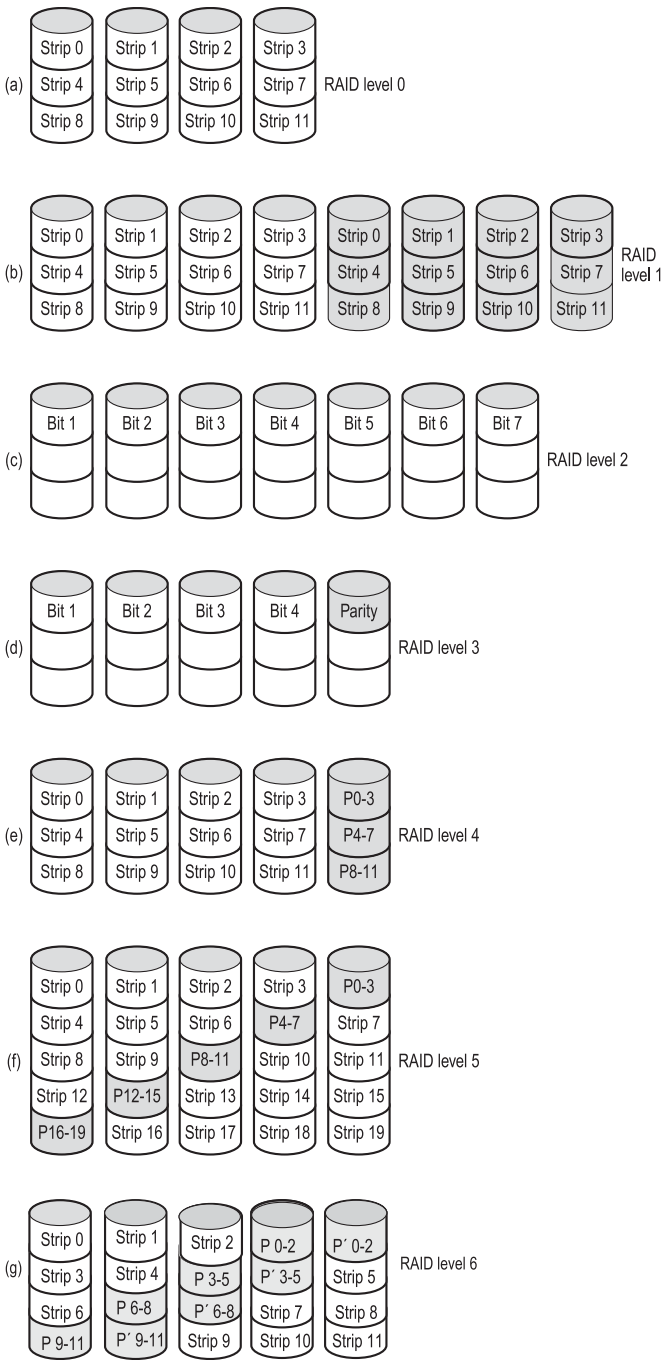 Strip 0 Strip 1 Strip 2 Strip 3
(a) Strip 4 Strip 5 Strip 6 Strip 7 RAID level 0
Strip 8 Strip 9 Strip 10 Strip 11
Strip 0 Strip 1 Strip 2 Strip 3 Strip 0 Strip 1 Strip 2 Strip 3
(b) Strip 4 Strip 5 Strip 6 Strip 7 Strip 4 Strip 5 Strip 6 Strip 7 RAID level 1
Strip 8 Strip 9 Strip 10 Strip 11 Strip 8 Strip 9 Strip 10 Strip 11
Bit 1 Bit 2 Bit 3 Bit 4 Bit 5 Bit 6 Bit 7
(c) RAID level 2
Bit 1 Bit 2 Bit 3 Bit 4 Parity
(d) RAID level 3
Strip 0 Strip 1 Strip 2 Strip 3 P0-3
(e) Strip 4 Strip 5 Strip 6 Strip 7 P4-7 RAID level 4
Strip 8 Strip 9 Strip 10 Strip 11 P8-11
Strip 0 Strip 1 Strip 2 Strip 3 P0-3
Strip 4 Strip 5 Strip 6 P4-7 Strip 7
(f) Strip 8 Strip 9 P8-11 Strip 10 Strip 11 RAID level 5
Strip 12 P12-15 Strip 13 Strip 14 Strip 15
P16-19 Strip 16 Strip 17 Strip 18 Strip 19
Strip 0 Strip 1 Strip 2 P 0-2 P´ 0-2
(g) Strip 3 Strip 4 P 3-5 P´ 3-5 Strip 5 RAID level 6
Strip 6 P 6-8 P´ 6-8 Strip 7 Strip 8
P 9-11 P´ 9-11 Strip 9 Strip 10 Strip 11